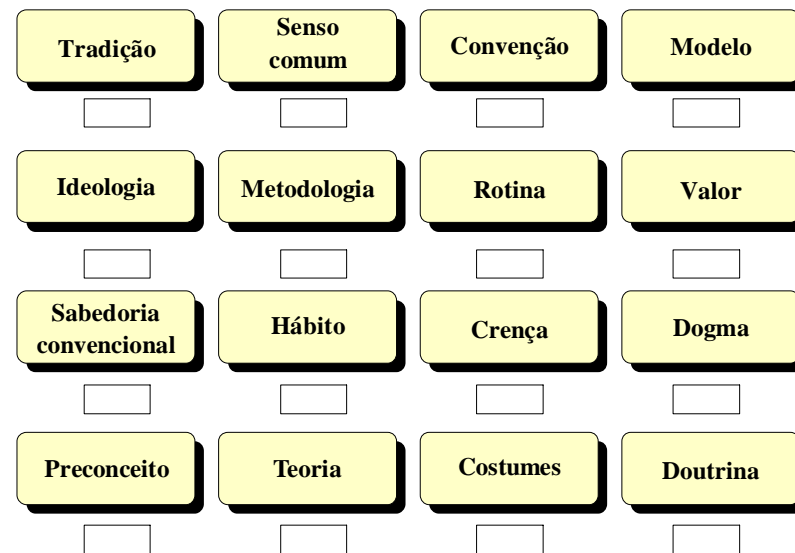 Tradição
Senso
comum
Convenção
Modelo
Ideologia
Metodologia
Rotina
Valor
Sabedoria
convencional
Hábito
Crença
Dogma
Preconceito
Teoria
Costumes
Doutrina